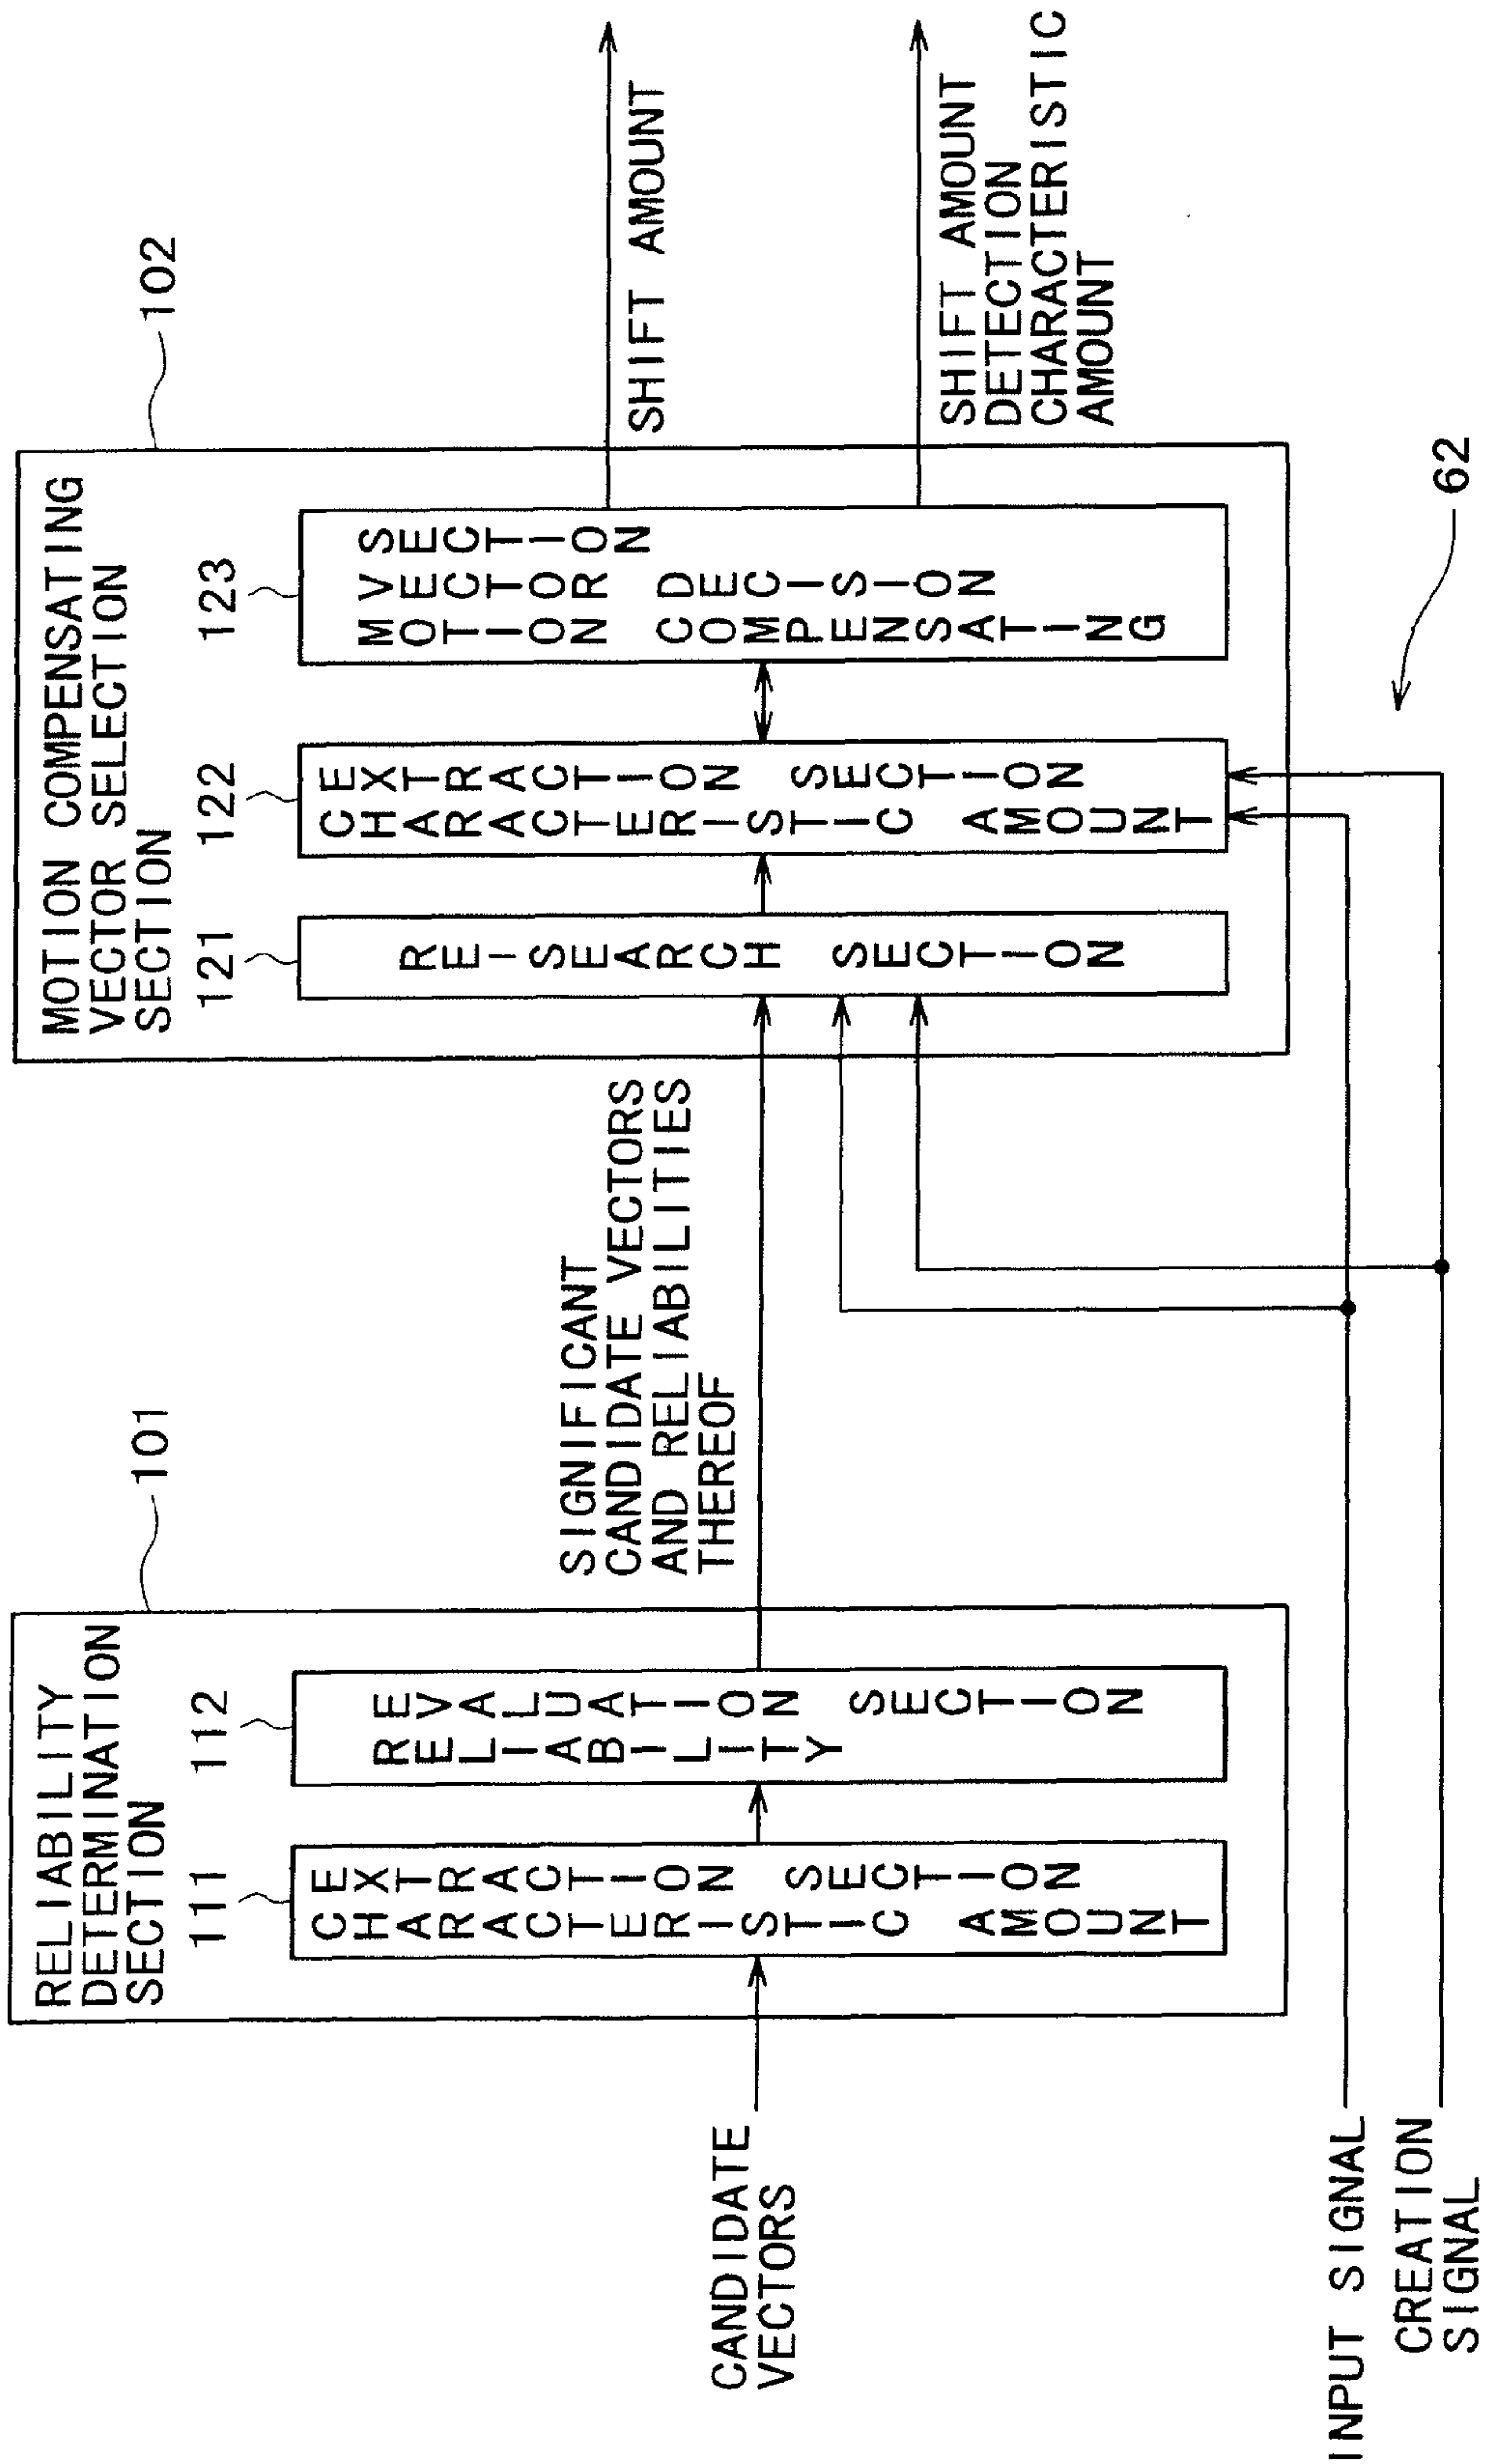 RELIABILITY
DETERMINATION
SECTION
101
111
CHARACTERISTIC AMOUNT
EXTRACTION SECTION
112
RELIABILITY
EVALUATION SECTION
CANDIDATE
VECTORS
SIGNIFICANT
CANDIDATE VECTORS
AND RELIABILITIES
THEREOF
MOTION COMPENSATING
VECTOR SELECTION
SECTION
102
121
RE-SEARCH SECTION
122
CHARACTERISTIC AMOUNT
EXTRACTION SECTION
123
MOTION COMPENSATING
VECTOR DECISION
SECTION
SHIFT AMOUNT
SHIFT AMOUNT
DETECTION
CHARACTERISTIC
AMOUNT
INPUT SIGNAL
CREATION
SIGNAL
62